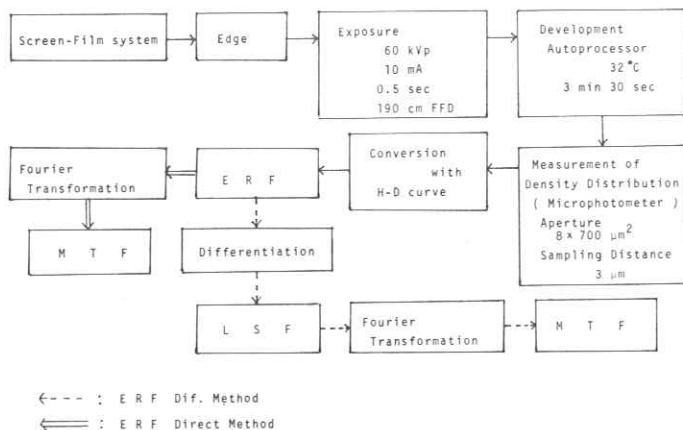 Screen-Film system
Edge
Exposure
60 kVp
10 mA
0.5 sec
190 cm FFD
Development
Autoprocessor
32°C
3 min 30 sec
Fourier
Transformation
E R F
Conversion
with
H-D curve
Measurement of
Density Distribution
( Microphotometer )
Aperture
8 × 700 μm²
Sampling Distance
3 μm
M T F
Differentiation
L S F
Fourier
Transformation
M T F
: E R F Dif. Method
: E R F Direct Method